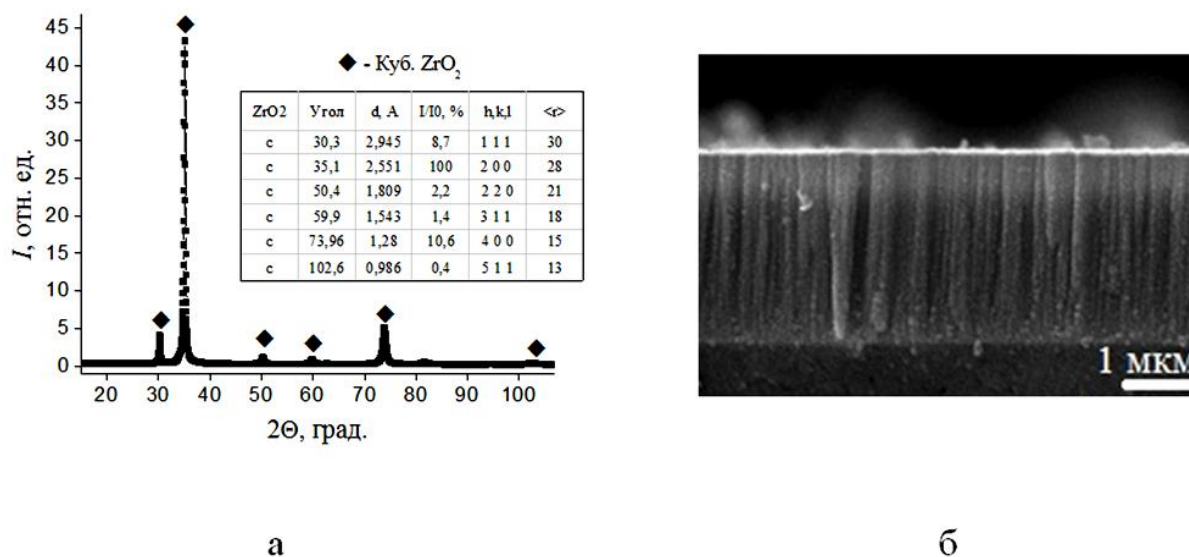 45
40
35
30
25
20
15
10
5
0
I, отн. ед.
◆ - Куб. ZrO₂
ZrO2 Угол d, A I/I0, % h,k,l <r>
c 30,3 2,945 8,7 1 1 1 30
c 35,1 2,551 100 2 0 0 28
c 50,4 1,809 2,2 2 2 0 21
c 59,9 1,543 1,4 3 1 1 18
c 73,96 1,28 10,6 4 0 0 15
c 102,6 0,986 0,4 5 1 1 13
20 30 40 50 60 70 80 90 100
2Θ, град.
1 мкм
а
б